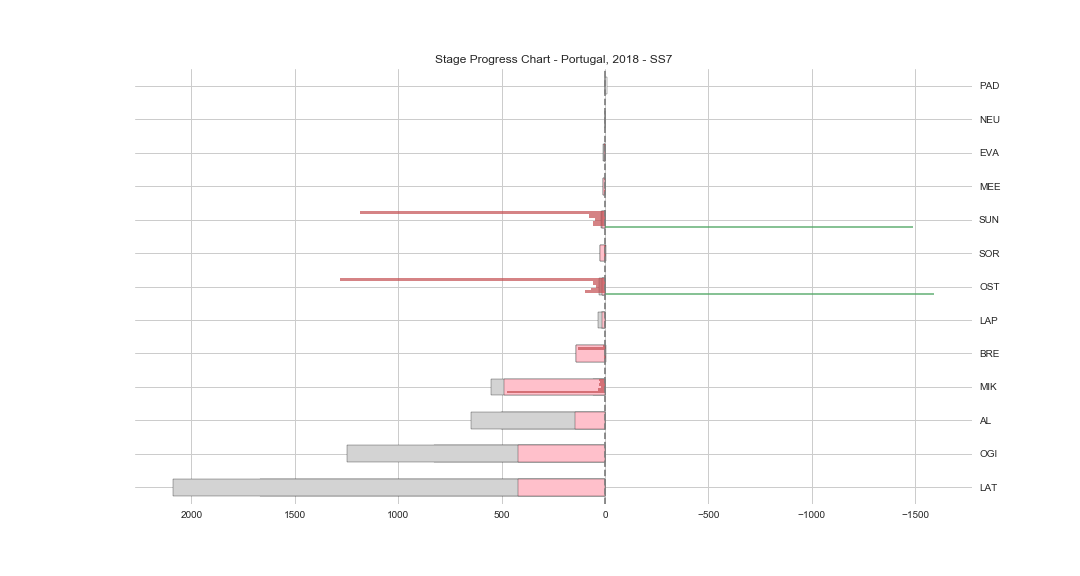 Stage Progress Chart - Portugal, 2018 - SS7
PAD
NEU
EVA
MEE
SUN
SOR
OST
LAP
BRE
MIK
AL
OGI
LAT
2000 1500 1000 500 0 −500 −1000 −1500